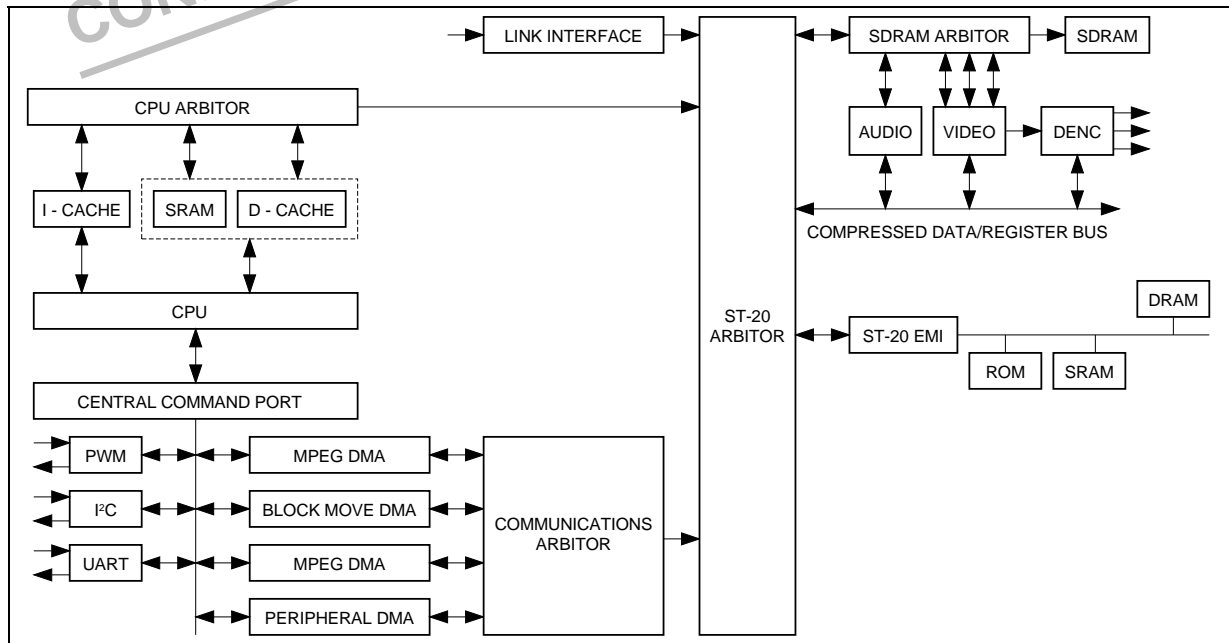 LINK INTERFACE
SDRAM ARBITOR
SDRAM
CPU ARBITOR
AUDIO
VIDEO
DENC
I - CACHE
SRAM
D - CACHE
COMPRESSED DATA/REGISTER BUS
CPU
ST-20
ARBITOR
DRAM
ST-20 EMI
ROM
SRAM
CENTRAL COMMAND PORT
PWM
MPEG DMA
I²C
BLOCK MOVE DMA
COMMUNICATIONS
ARBITOR
UART
MPEG DMA
PERIPHERAL DMA